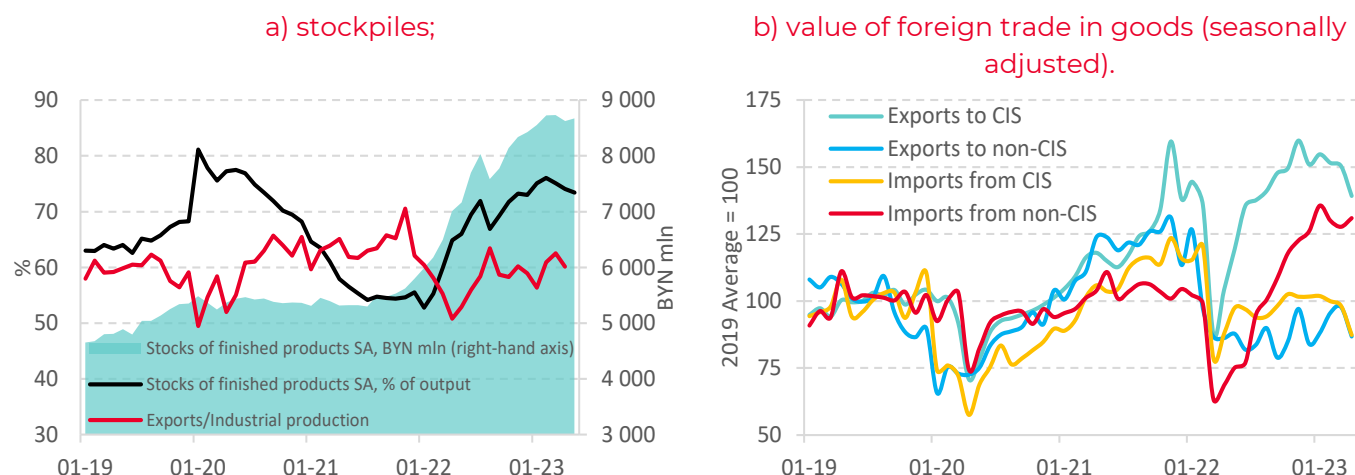 a) stockpiles;
90
80
70
60
50
40
30
%
9 000
8 000
7 000
6 000
5 000
4 000
3 000
BYN mln
Stocks of finished products SA, BYN mln (right-hand axis)
Stocks of finished products SA, % of output
Exports/Industrial production
01-19 01-20 01-21 01-22 01-23
b) value of foreign trade in goods (seasonally
adjusted).
175
150
125
100
75
50
2019 Average = 100
Exports to CIS
Exports to non-CIS
Imports from CIS
Imports from non-CIS
01-19 01-20 01-21 01-22 01-23